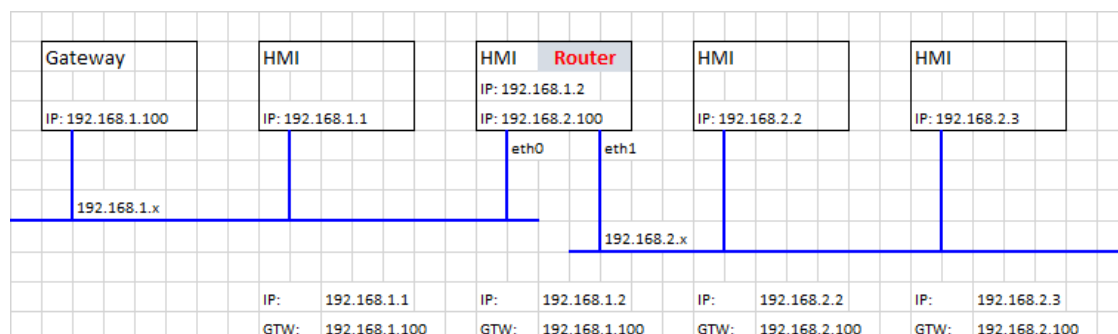 Gateway
IP: 192.168.1.100
HMI
IP: 192.168.1.1
HMI Router
IP: 192.168.1.2
IP: 192.168.2.100
HMI
IP: 192.168.2.2
HMI
IP: 192.168.2.3
eth0 eth1
192.168.1.x
192.168.2.x
IP: 192.168.1.1 IP: 192.168.1.2 IP: 192.168.2.2 IP: 192.168.2.3
GTW: 192.168.1.100 GTW: 192.168.1.100 GTW: 192.168.2.100 GTW: 192.168.2.100